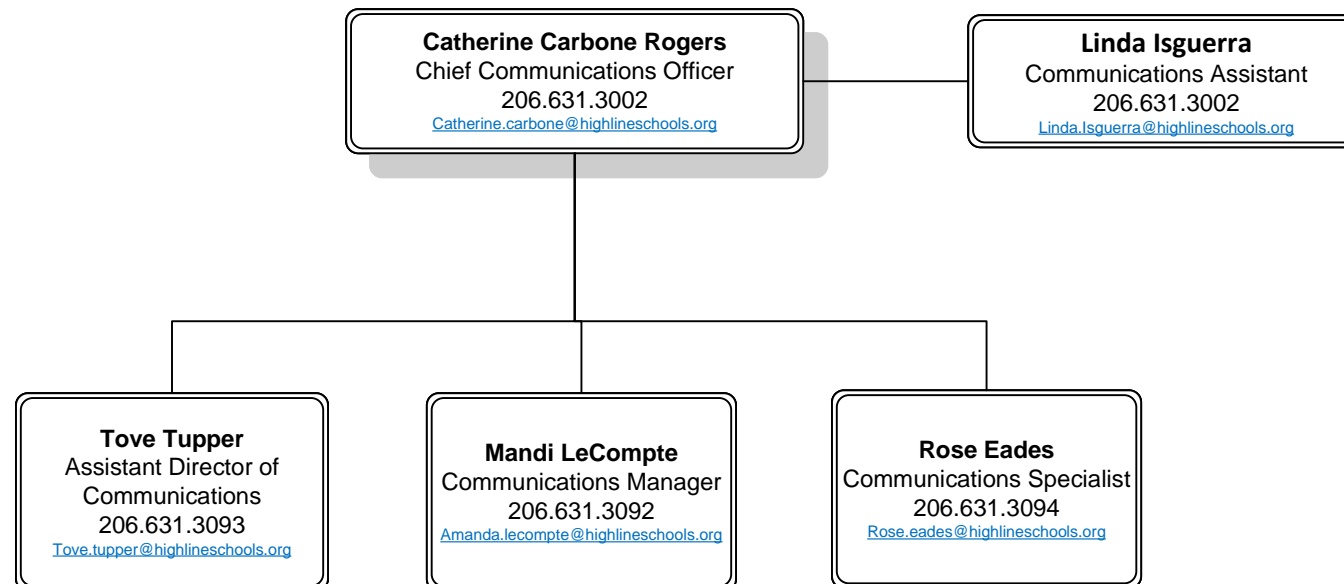 Catherine Carbone Rogers
Chief Communications Officer
206.631.3002
Catherine.carbone@highlineschools.org
Linda Isguerra
Communications Assistant
206.631.3002
Linda.Isguerra@highlineschools.org
Tove Tupper
Assistant Director of
Communications
206.631.3093
Tove.tupper@highlineschools.org
Mandi LeCompte
Communications Manager
206.631.3092
Amanda.lecompte@highlineschools.org
Rose Eades
Communications Specialist
206.631.3094
Rose.eades@highlineschools.org